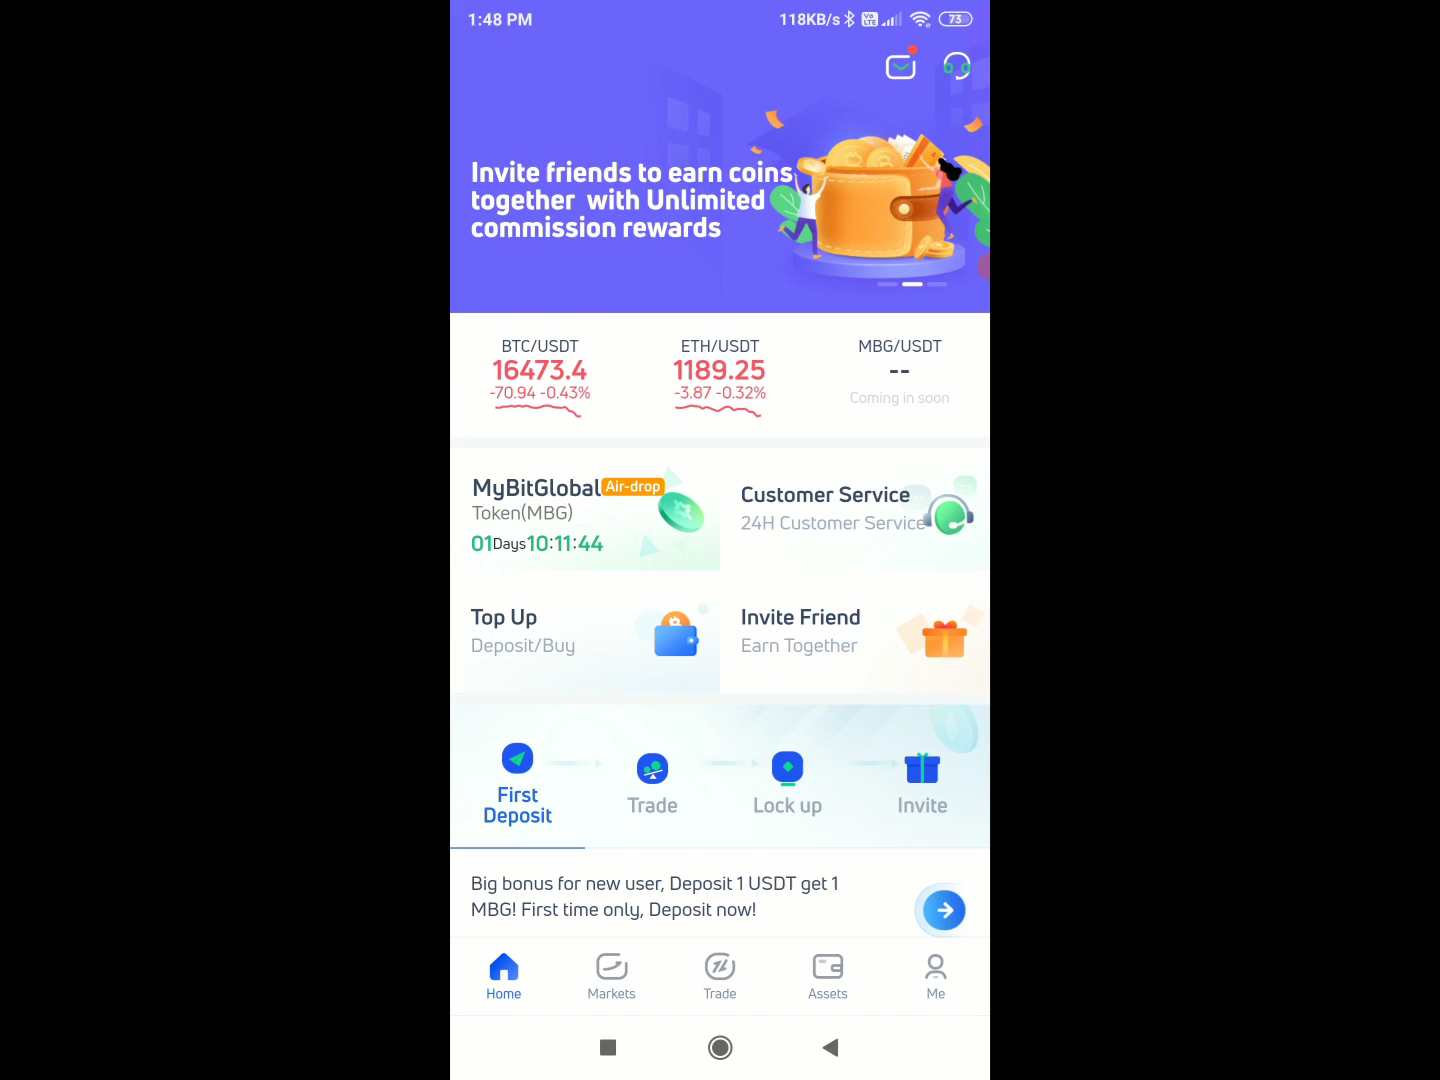 1:48 PM
118KB/s
Vo LTE
73
Invite friends to earn coins
together with Unlimited
commission rewards
BTC/USDT
16473.4
-70.94 -0.43%
ETH/USDT
1189.25
-3.87 -0.32%
MBG/USDT
--
Coming in soon
MyBitGlobal Air-drop
Token(MBG)
01Days10:11:44
Customer Service
24H Customer Service
Top Up
Deposit/Buy
Invite Friend
Earn Together
First
Deposit
Trade
Lock up
Invite
Big bonus for new user, Deposit 1 USDT get 1
MBG! First time only, Deposit now!
Home
Markets
Trade
Assets
Me